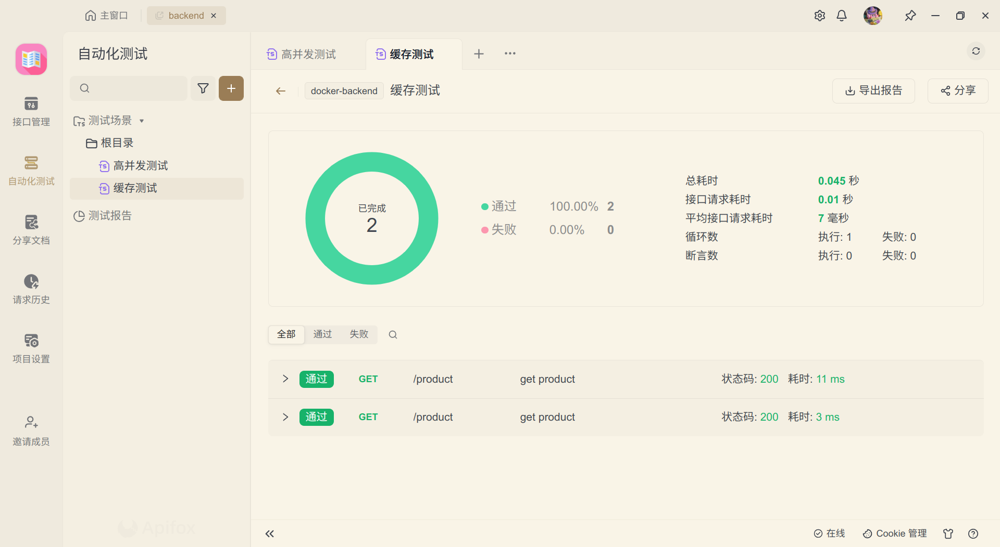 主窗口
backend
自动化测试
接口管理
自动化测试
分享文档
请求历史
项目设置
邀请成员
测试场景
根目录
高并发测试
缓存测试
测试报告
Apifox
高并发测试
缓存测试
docker-backend
缓存测试
导出报告
分享
已完成
2
通过 100.00% 2
失败 0.00% 0
总耗时 0.045 秒
接口请求耗时 0.01 秒
平均接口请求耗时 7 毫秒
循环数 执行: 1 失败: 0
断言数 执行: 0 失败: 0
全部 通过 失败
通过 GET /product get product 状态码: 200 耗时: 11 ms
通过 GET /product get product 状态码: 200 耗时: 3 ms
在线
Cookie 管理